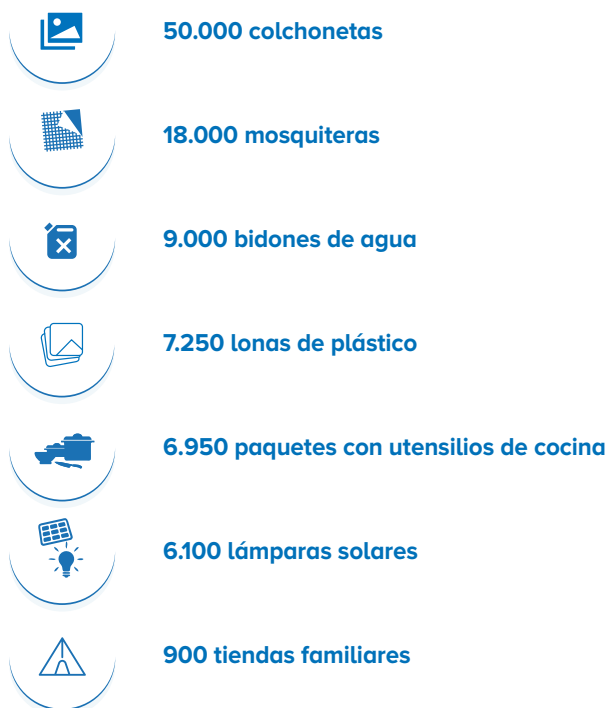 50.000 colchonetas
18.000 mosquiteras
9.000 bidones de agua
7.250 lonas de plástico
6.950 paquetes con utensilios de cocina
6.100 lámparas solares
900 tiendas familiares